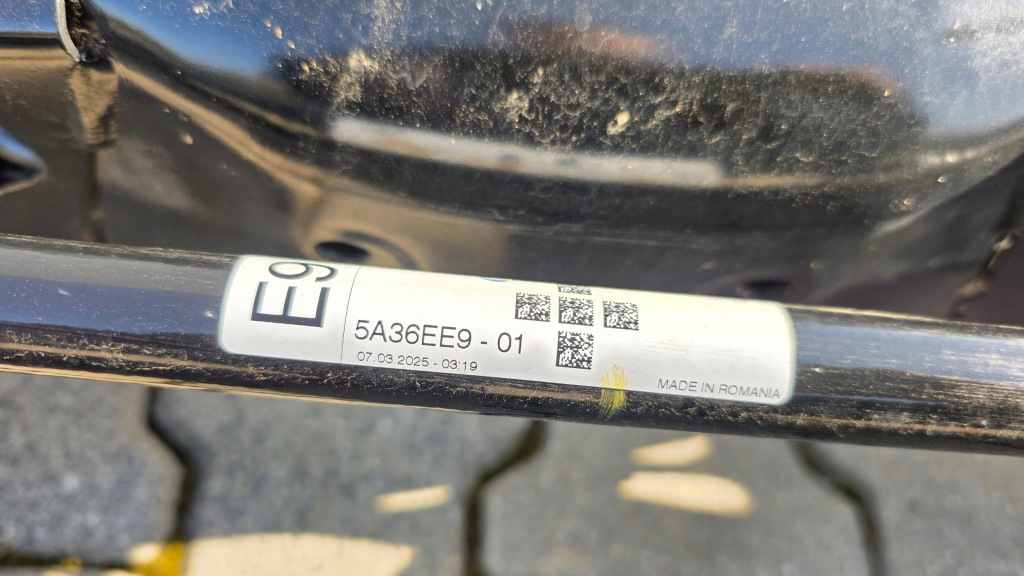 E9
5A36EE9 - 01
07.03.2025 - 03:19
MADE IN ROMANIA